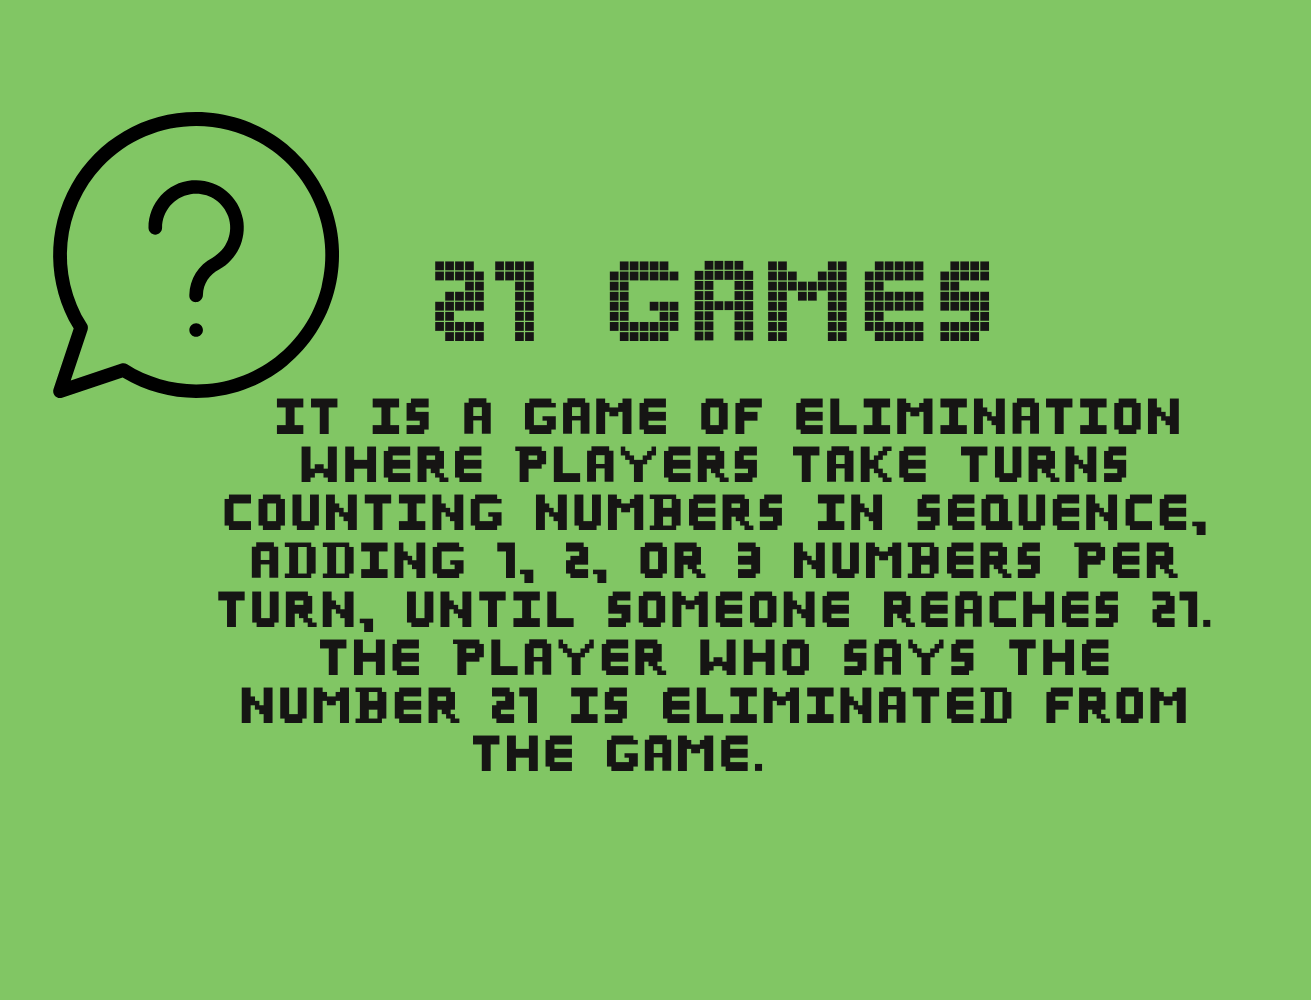 ?
21 GAMES
IT IS A GAME OF ELIMINATION
WHERE PLAYERS TAKE TURNS
COUNTING NUMBERS IN SEQUENCE,
ADDING 1, 2, OR 3 NUMBERS PER
TURN, UNTIL SOMEONE REACHES 21.
THE PLAYER WHO SAYS THE
NUMBER 21 IS ELIMINATED FROM
THE GAME.